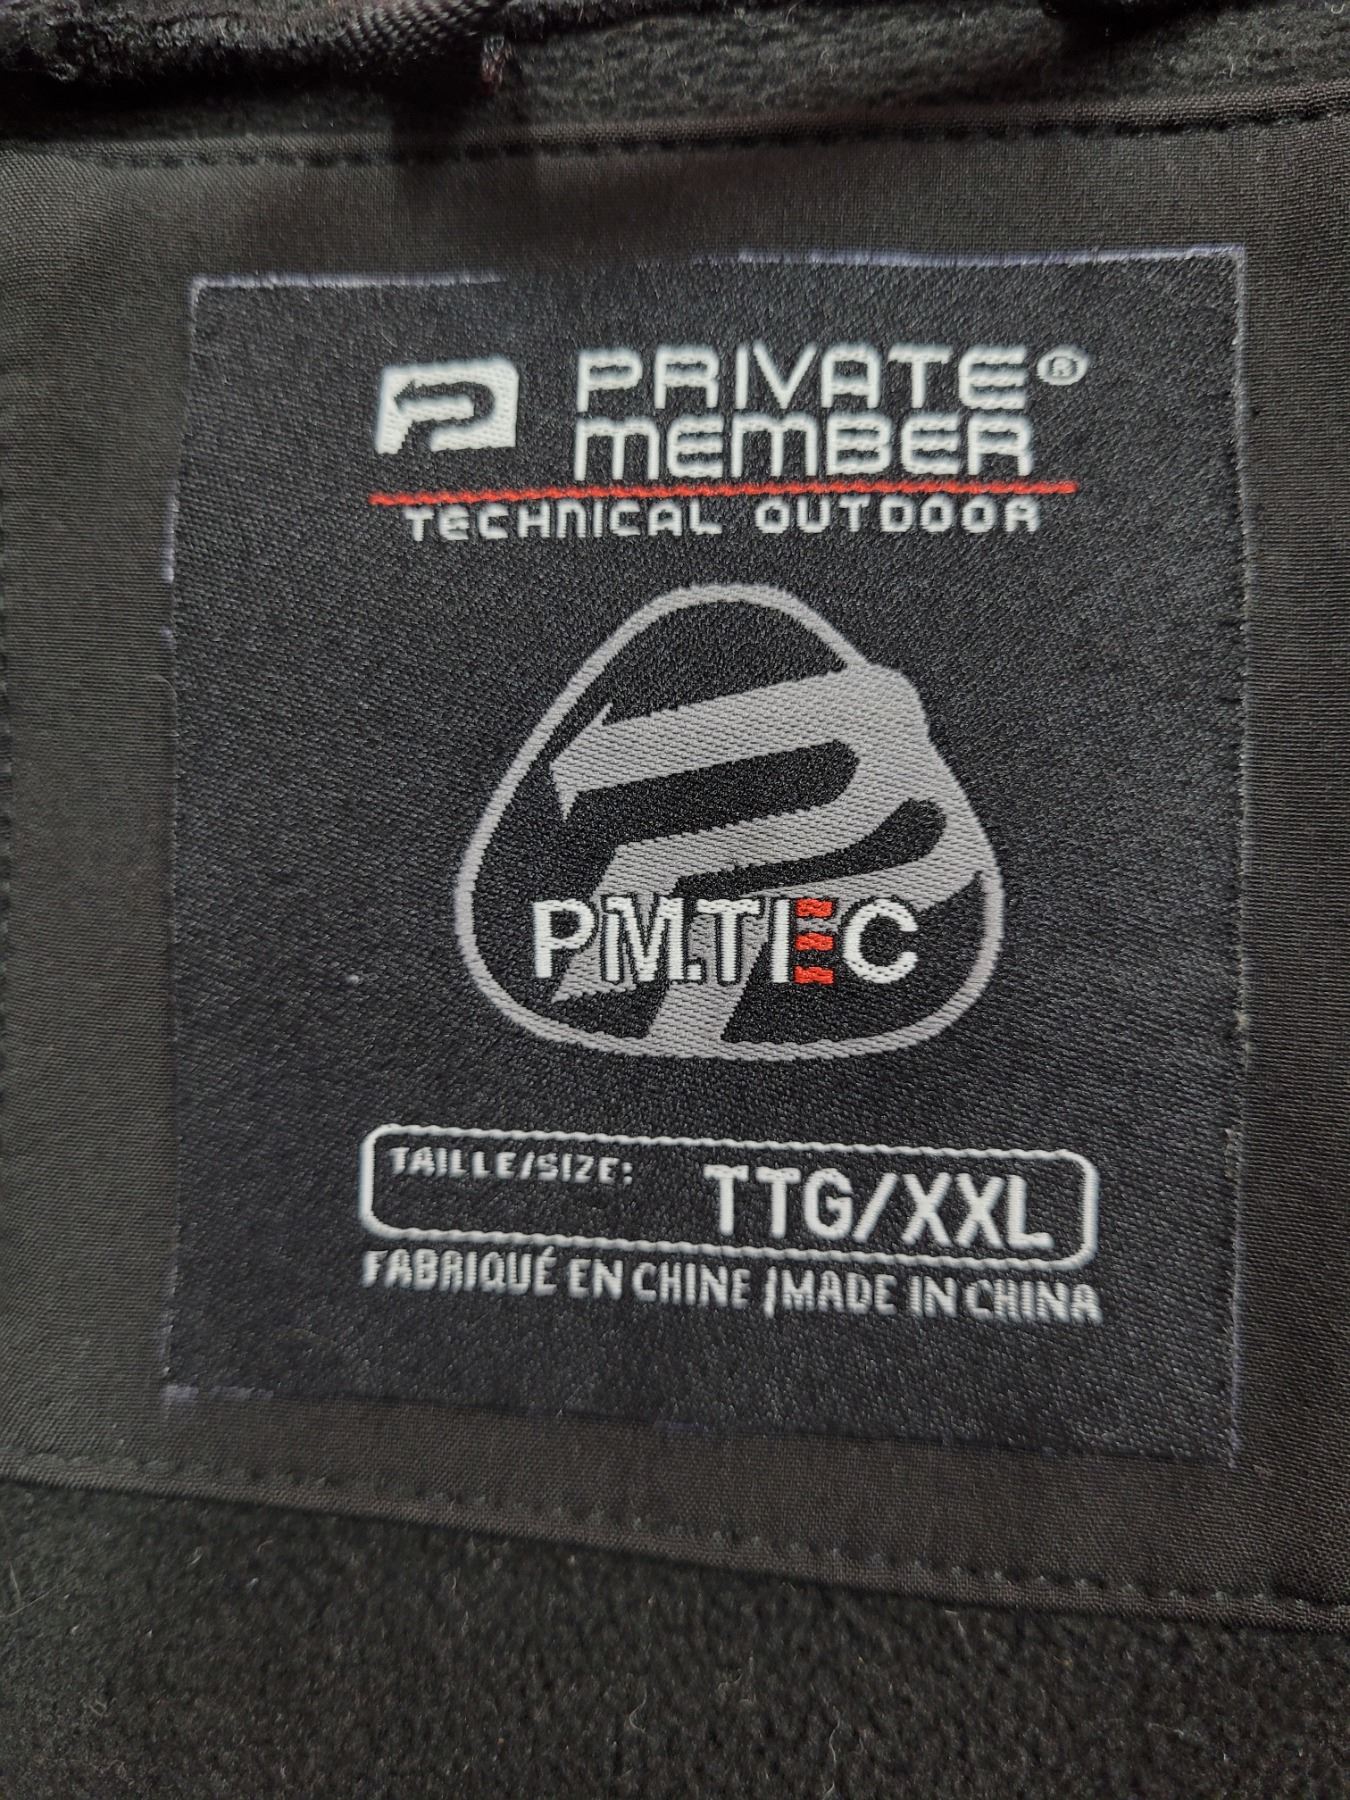 PRIVATE®
MEMBER
TECHNICAL OUTDOOR
PM.TEC
TAILLE/SIZE: TTG/XXL
FABRIQUÉ EN CHINE /MADE IN CHINA